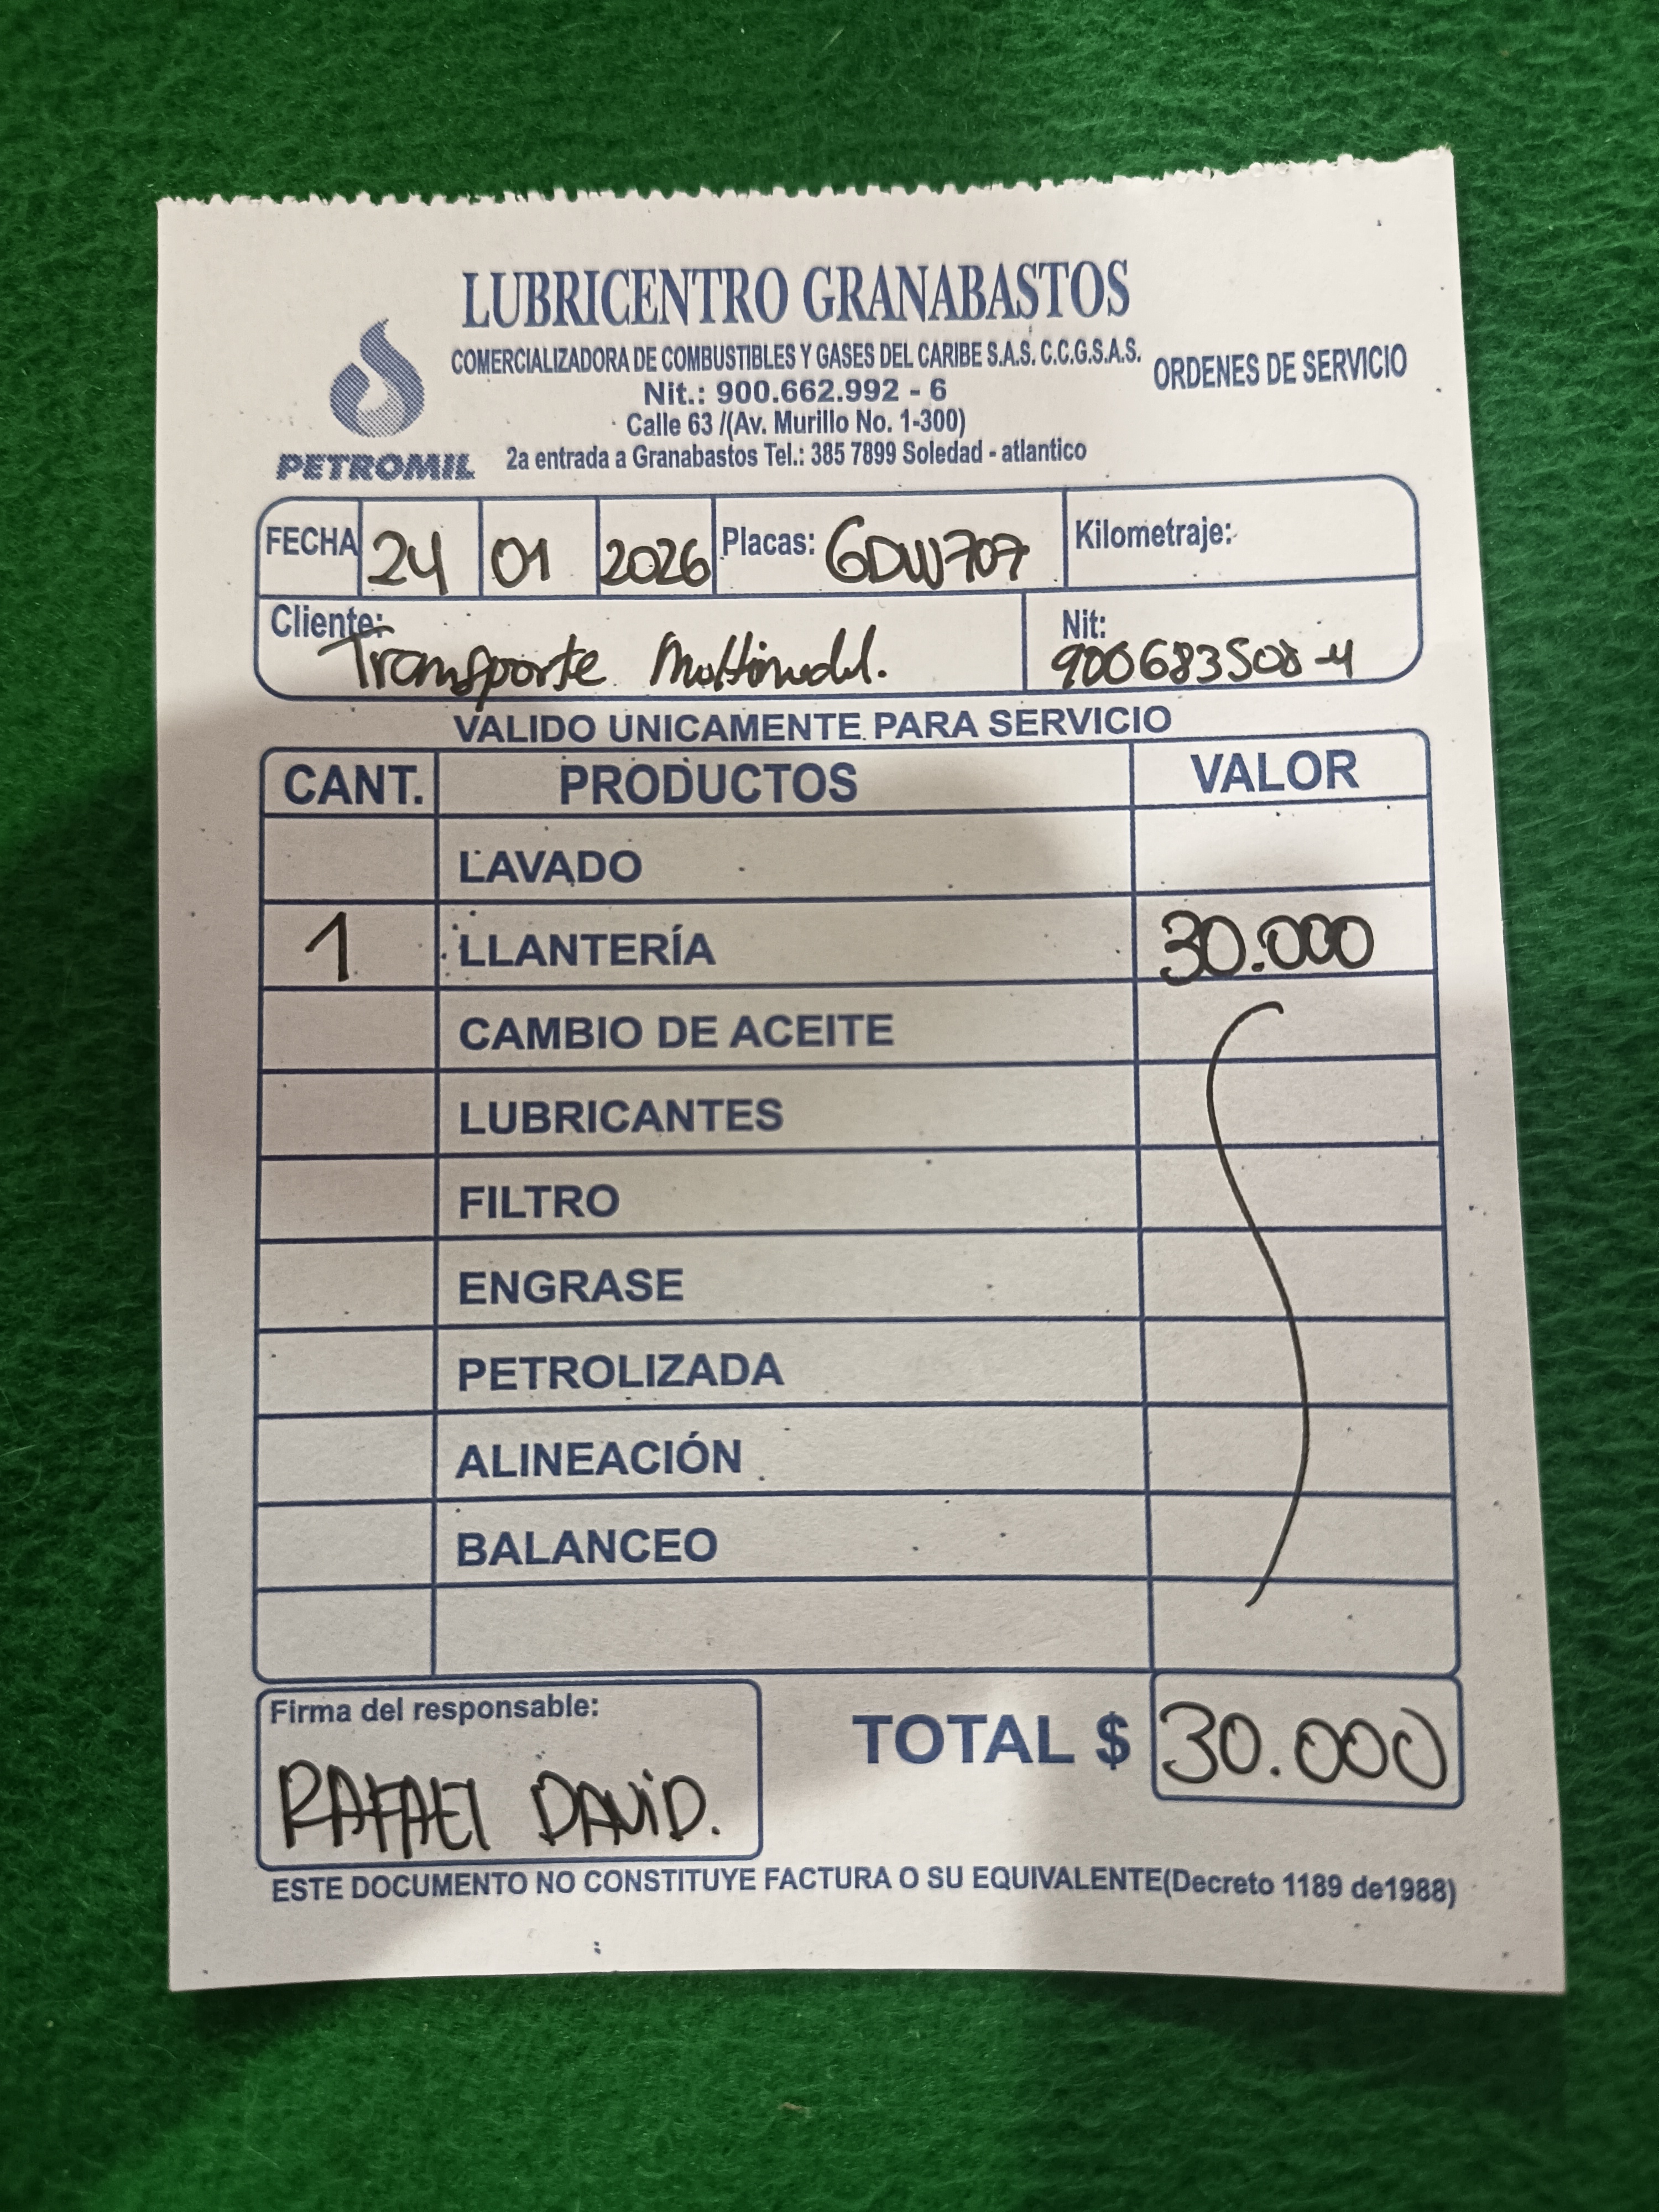 LUBRICENTRO GRANABASTOS
COMERCIALIZADORA DE COMBUSTIBLES Y GASES DEL CARIBE S.A.S. C.C.G.S.A.S.
ORDENES DE SERVICIO
Nit.: 900.662.992 - 6
Calle 63 /(Av. Murillo No. 1-300)
PETROMIL
2a entrada a Granabastos Tel.: 385 7899 Soledad - atlantico
FECHA 24 01 2026 Placas: GDW707 Kilometraje:
Cliente: Nit:
Transporte Multimodal. 900683508-4
VALIDO UNICAMENTE PARA SERVICIO
CANT. PRODUCTOS VALOR
LAVADO
1 LLANTERÍA 30.000
CAMBIO DE ACEITE
LUBRICANTES
FILTRO
ENGRASE
PETROLIZADA
ALINEACIÓN
BALANCEO
Firma del responsable:
RAFAEL DAVID.
TOTAL $ 30.000
ESTE DOCUMENTO NO CONSTITUYE FACTURA O SU EQUIVALENTE(Decreto 1189 de1988)